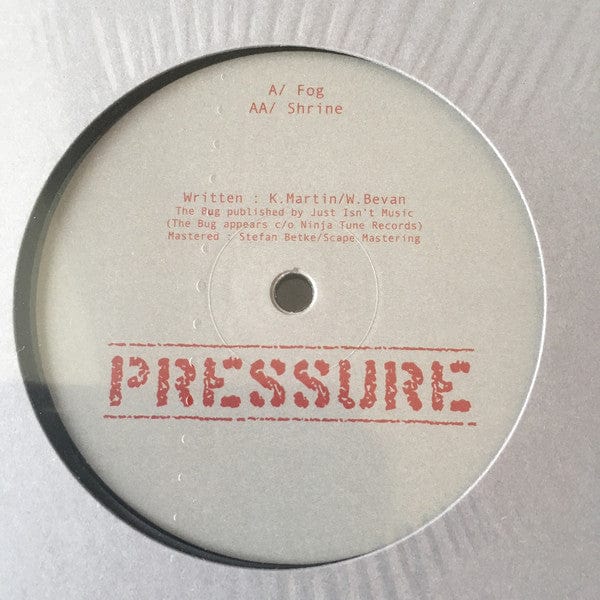 A/ Fog
AA/ Shrine
Written : K.Martin/W.Bevan
The Bug published by Just Isn't Music
(The Bug appears c/o Ninja Tune Records)
Mastered : Stefan Betke/Scape Mastering
PRESSURE